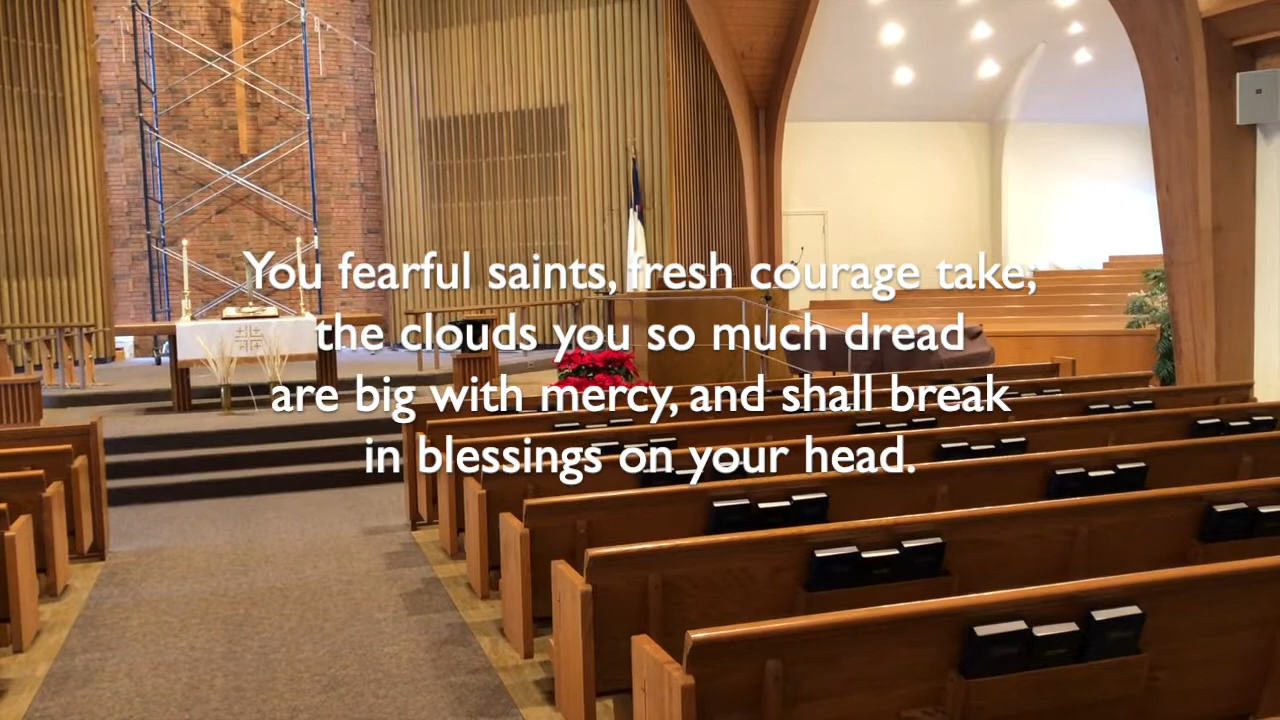 You fearful saints, fresh courage take;
the clouds you so much dread
are big with mercy, and shall break
in blessings on your head.